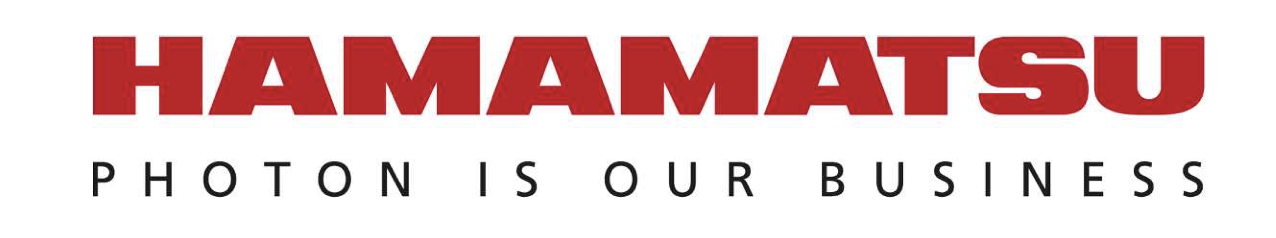 HAMAMATSU
PHOTON IS OUR BUSINESS